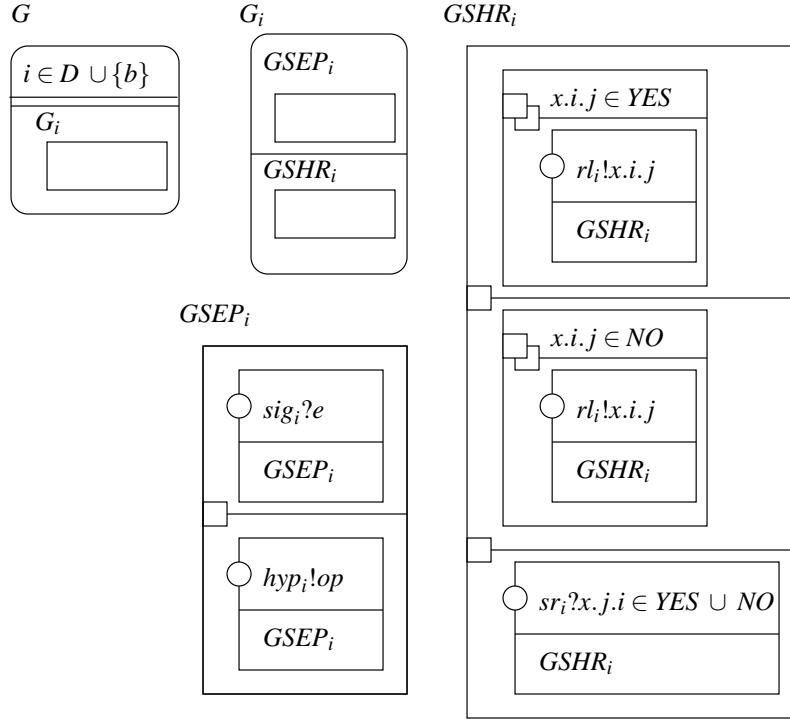 G
i ∈ D ∪ {b}
G_i
G_i
GSEP_i
GSHR_i
GSEP_i
sig_i?e
GSEP_i
hyp_i!op
GSEP_i
GSHR_i
x.i.j ∈ YES
rl_i!x.i.j
GSHR_i
x.i.j ∈ NO
rl_i!x.i.j
GSHR_i
sr_i?x.j.i ∈ YES ∪ NO
GSHR_i